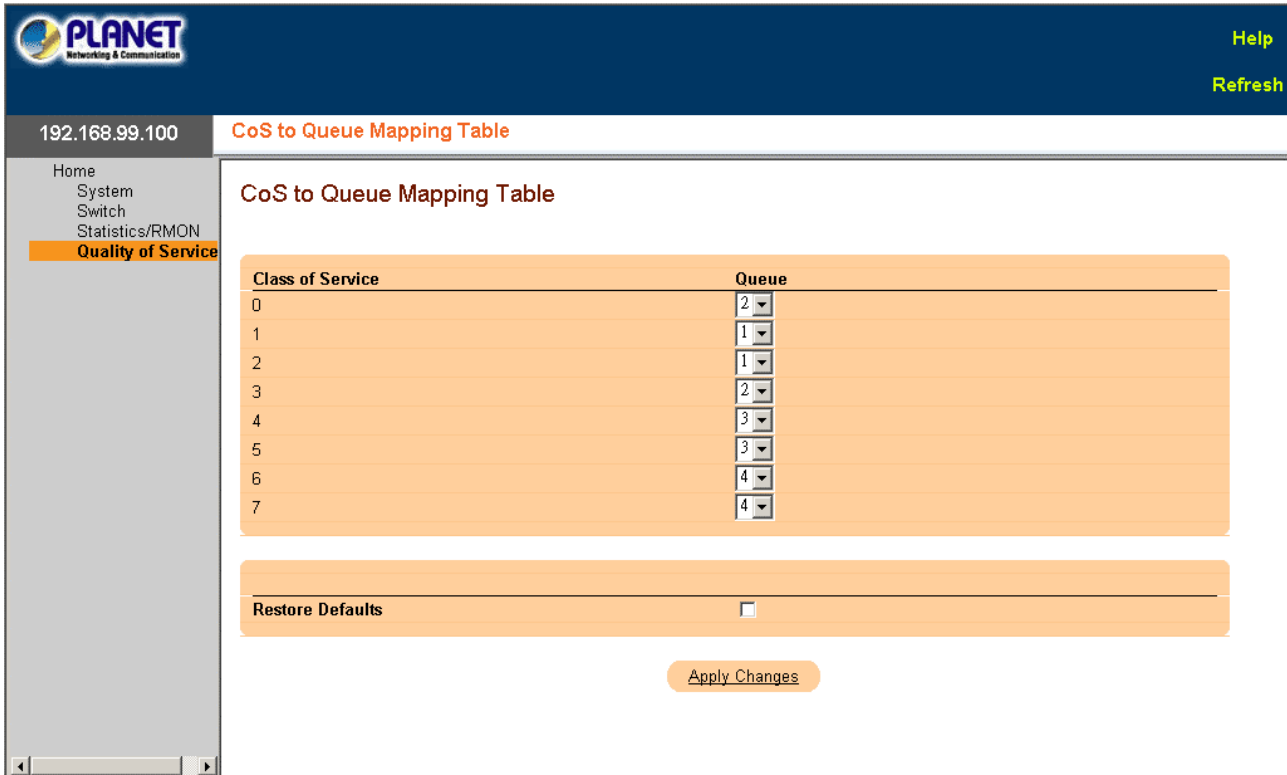 PLANET
Networking & Communication
Help
Refresh
192.168.99.100
CoS to Queue Mapping Table
Home
System
Switch
Statistics/RMON
Quality of Service
CoS to Queue Mapping Table
Class of Service Queue
0 2
1 1
2 1
3 2
4 3
5 3
6 4
7 4
Restore Defaults
Apply Changes